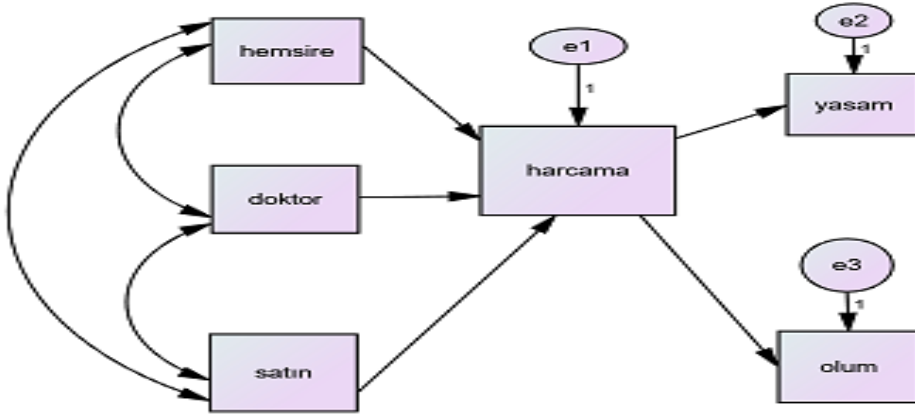 hemsire
e1
e2
1
1
yasam
harcama
doktor
e3
1
satın
olum